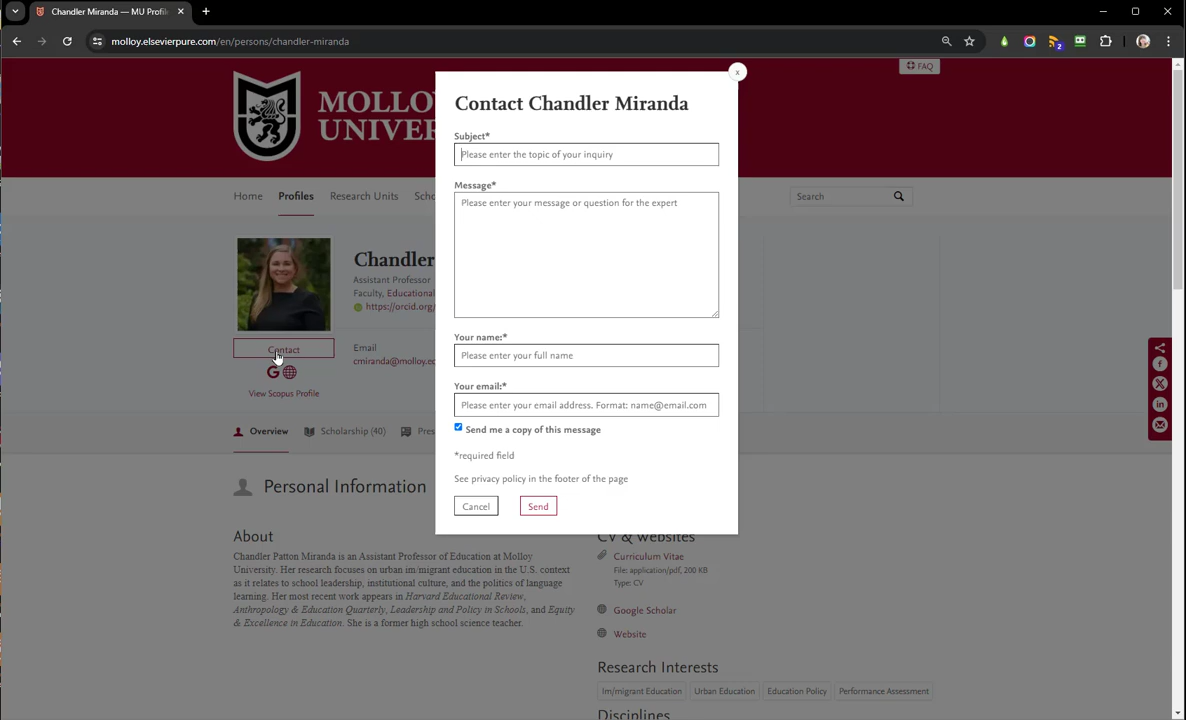 Chandler Miranda — MU Profil
molloy.elsevierpure.com/en/persons/chandler-miranda
2
FAQ
MOLLOY
UNIVER
Home Profiles Research Units Scho
Search
Chandler
Assistant Professor
Faculty, Educational
https://orcid.org/
Contact
Email
cmiranda@molloy.ed
View Scopus Profile
Overview Scholarship (40) Pres
Personal Information
About
Chandler Patton Miranda is an Assistant Professor of Education at Molloy
University. Her research focuses on urban im/migrant education in the U.S. context
as it relates to school leadership, institutional culture, and the politics of language
learning. Her most recent work appears in Harvard Educational Review,
Anthropology & Education Quarterly, Leadership and Policy in Schools, and Equity
& Excellence in Education. She is a former high school science teacher.
x
Contact Chandler Miranda
Subject*
Please enter the topic of your inquiry
Message*
Please enter your message or question for the expert
Your name:*
Please enter your full name
Your email:*
Please enter your email address. Format: name@email.com
Send me a copy of this message
*required field
See privacy policy in the footer of the page
Cancel Send
CV & Websites
Curriculum Vitae
File: application/pdf, 200 KB
Type: CV
Google Scholar
Website
Research Interests
Im/migrant Education Urban Education Education Policy Performance Assessment
Disciplines